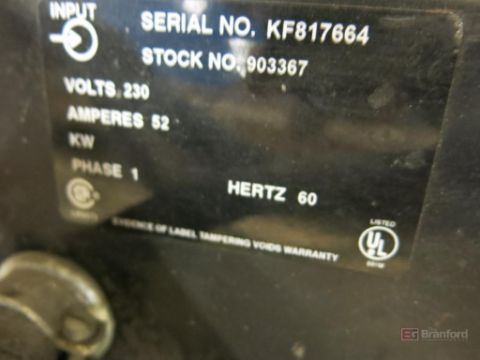 INPUT
SERIAL NO. KF817664
STOCK NO. 903367
VOLTS 230
AMPERES 52
KW
PHASE 1
HERTZ 60
EVIDENCE OF LABEL TAMPERING VOIDS WARRANTY
LISTED
UL
Branford